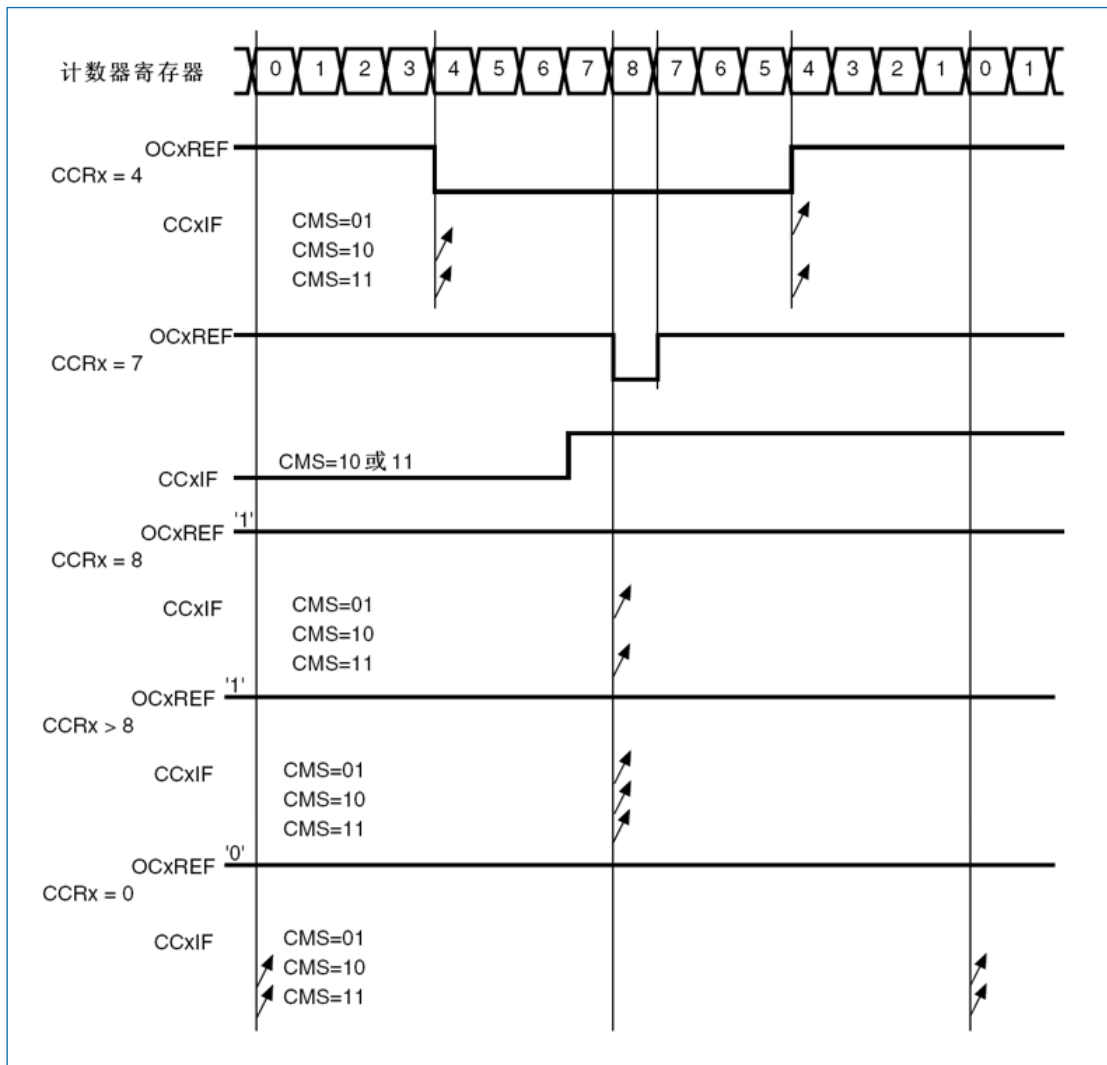 计数器寄存器 0 1 2 3 4 5 6 7 8 7 6 5 4 3 2 1 0 1
OCxREF
CCRx = 4
CCxIF CMS=01
CMS=10
CMS=11
OCxREF
CCRx = 7
CCxIF CMS=10 或 11
OCxREF '1'
CCRx = 8
CCxIF CMS=01
CMS=10
CMS=11
OCxREF '1'
CCRx > 8
CCxIF CMS=01
CMS=10
CMS=11
OCxREF '0'
CCRx = 0
CCxIF CMS=01
CMS=10
CMS=11